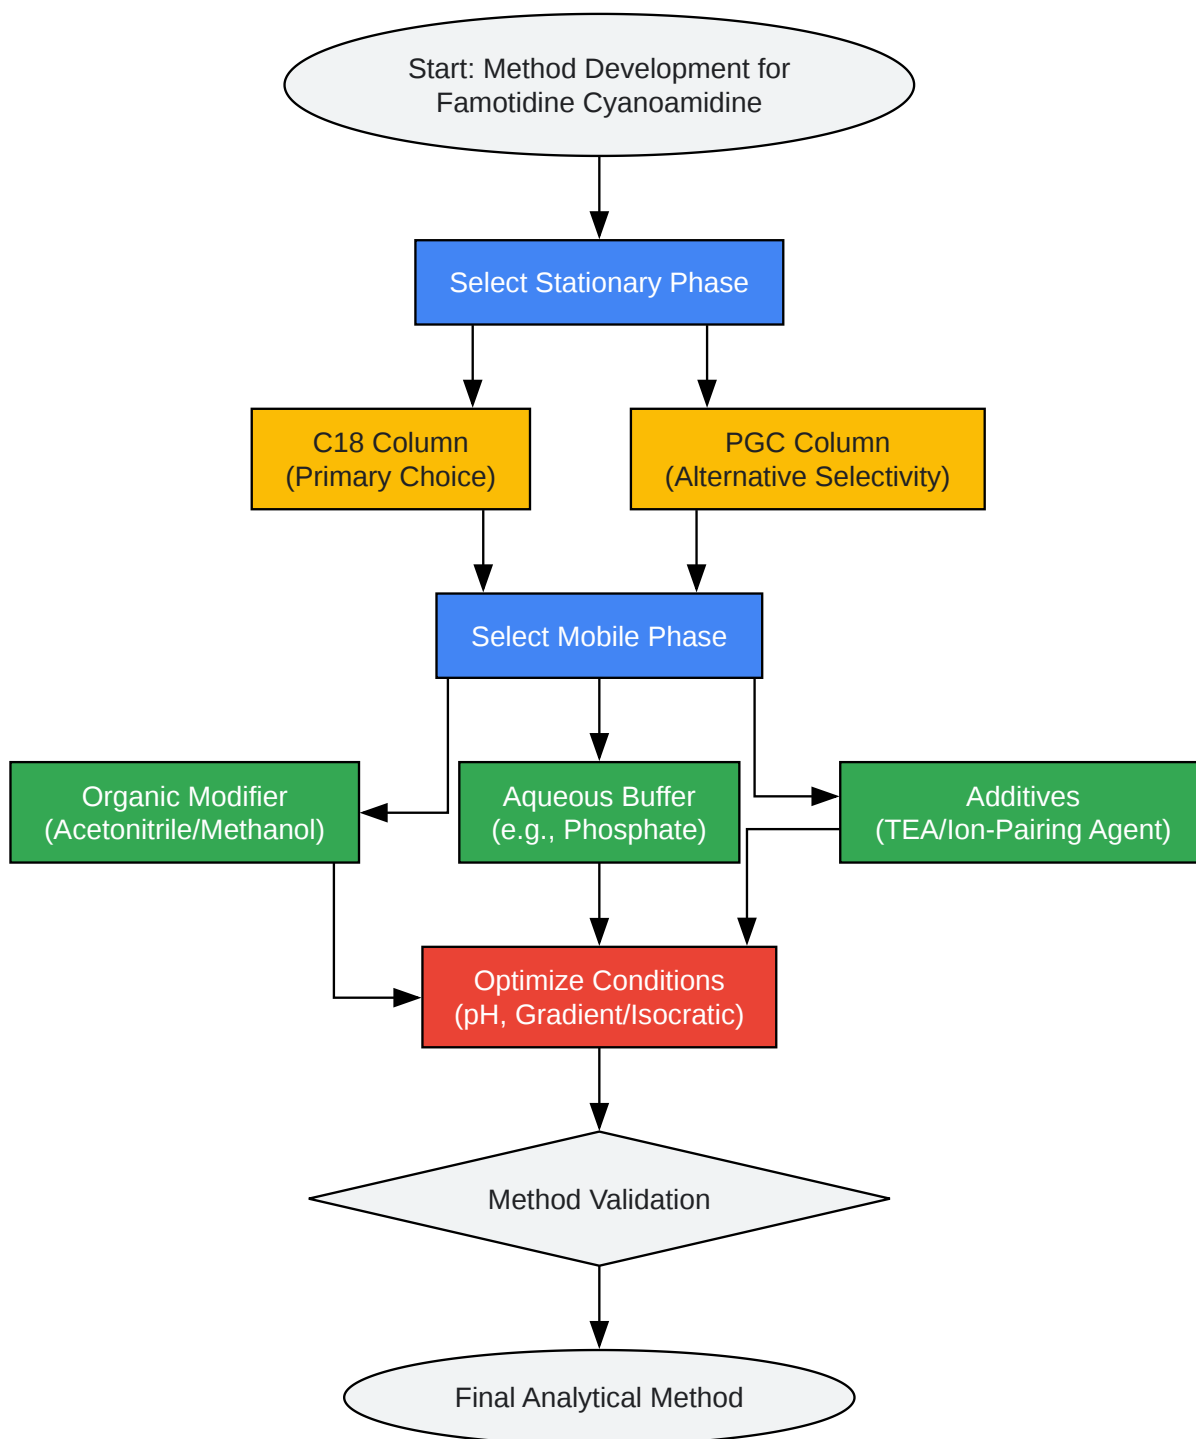 Start: Method Development for
Famotidine Cyanoamidine
Select Stationary Phase
C18 Column
(Primary Choice)
PGC Column
(Alternative Selectivity)
Select Mobile Phase
Organic Modifier
(Acetonitrile/Methanol)
Aqueous Buffer
(e.g., Phosphate)
Additives
(TEA/Ion-Pairing Agent)
Optimize Conditions
(pH, Gradient/Isocratic)
Method Validation
Final Analytical Method